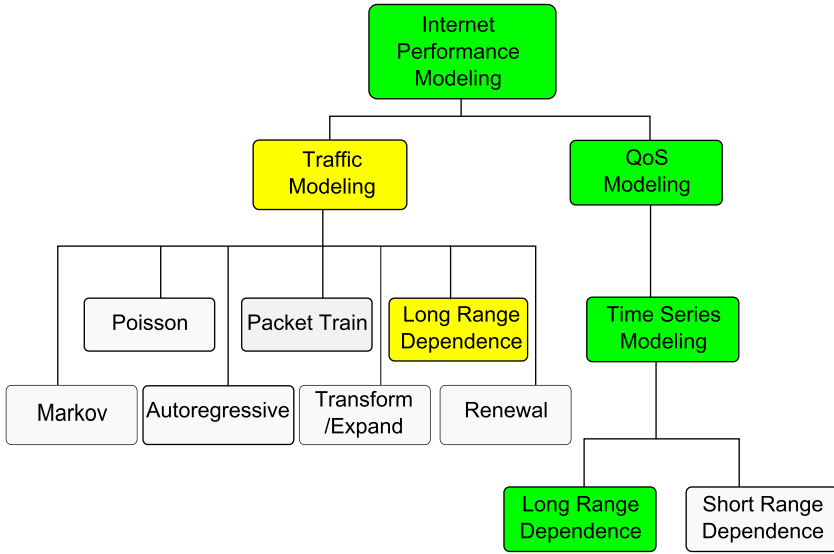 Internet
Performance
Modeling
Traffic
Modeling
QoS
Modeling
Poisson
Packet Train
Long Range
Dependence
Time Series
Modeling
Markov
Autoregressive
Transform
/Expand
Renewal
Long Range
Dependence
Short Range
Dependence